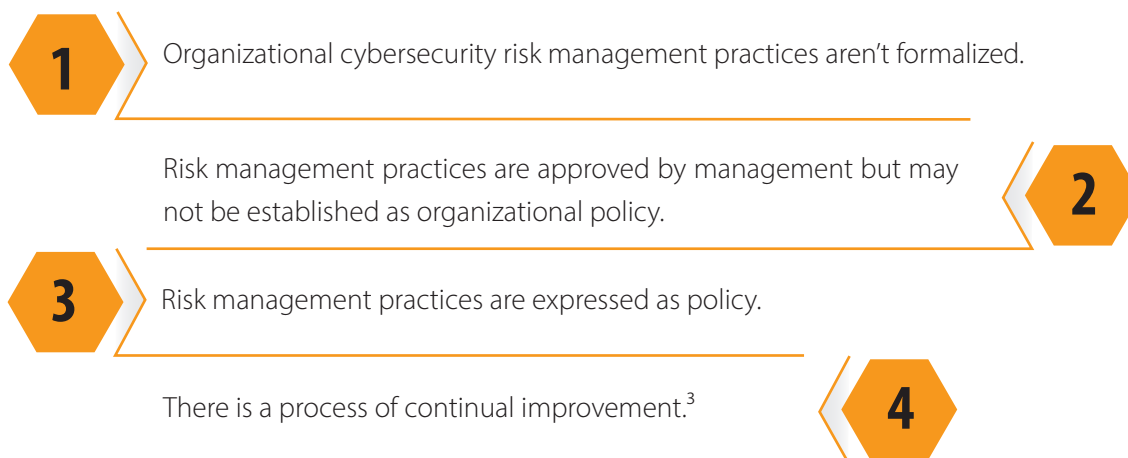 1
Organizational cybersecurity risk management practices aren’t formalized.
Risk management practices are approved by management but may
not be established as organizational policy.
2
3
Risk management practices are expressed as policy.
There is a process of continual improvement.³
4